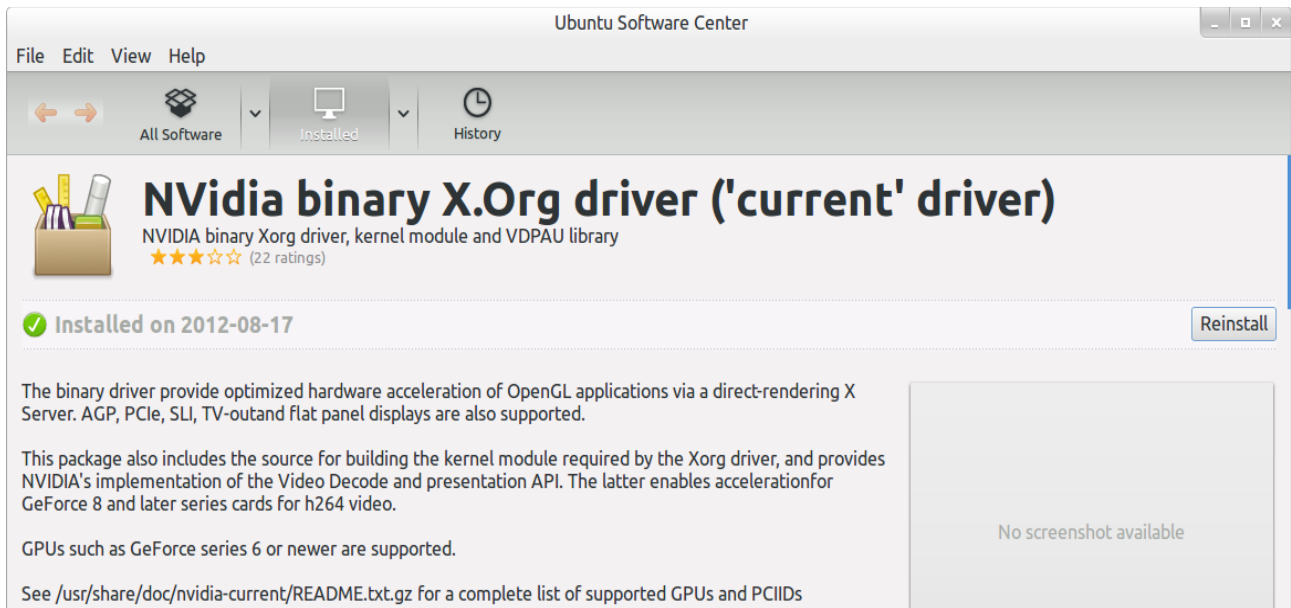 Ubuntu Software Center
File Edit View Help
All Software
Installed
History
NVidia binary X.Org driver ('current' driver)
NVIDIA binary Xorg driver, kernel module and VDPAU library
(22 ratings)
Installed on 2012-08-17
Reinstall
The binary driver provide optimized hardware acceleration of OpenGL applications via a direct-rendering X
Server. AGP, PCIe, SLI, TV-outand flat panel displays are also supported.
This package also includes the source for building the kernel module required by the Xorg driver, and provides
NVIDIA's implementation of the Video Decode and presentation API. The latter enables accelerationfor
GeForce 8 and later series cards for h264 video.
GPUs such as GeForce series 6 or newer are supported.
See /usr/share/doc/nvidia-current/README.txt.gz for a complete list of supported GPUs and PCIIDs
No screenshot available